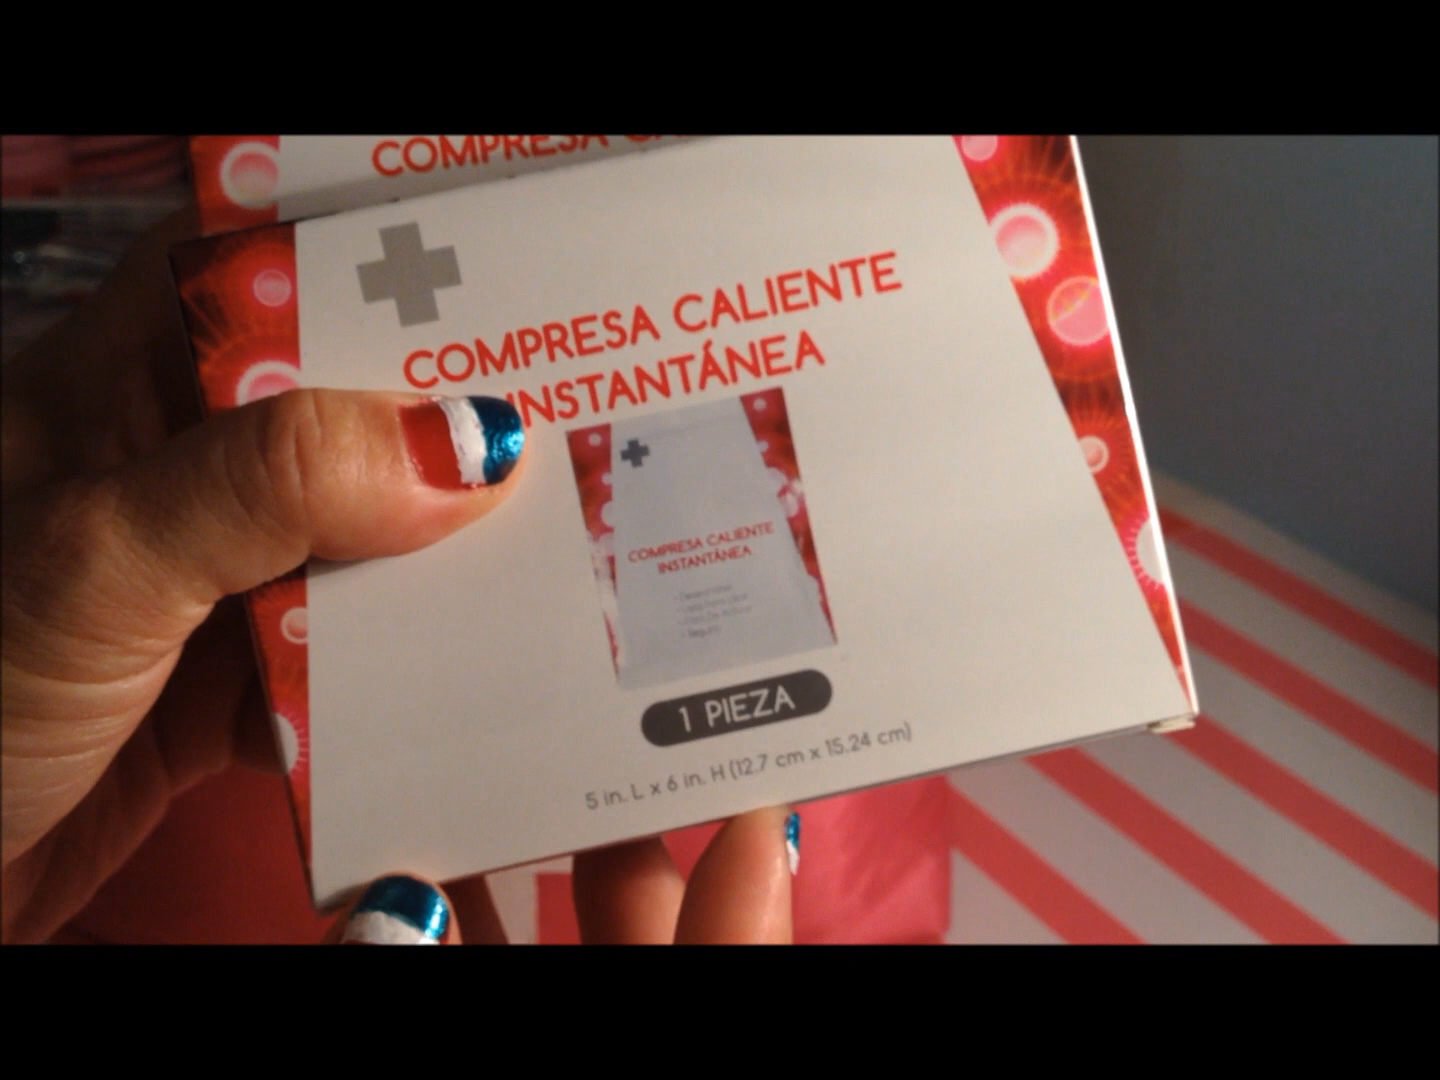 COMPRESA
COMPRESA CALIENTE
INSTANTÁNEA
COMPRESA CALIENTE
INSTANTÁNEA
1 PIEZA
5 in. L x 6 in. H (12.7 cm x 15.24 cm)